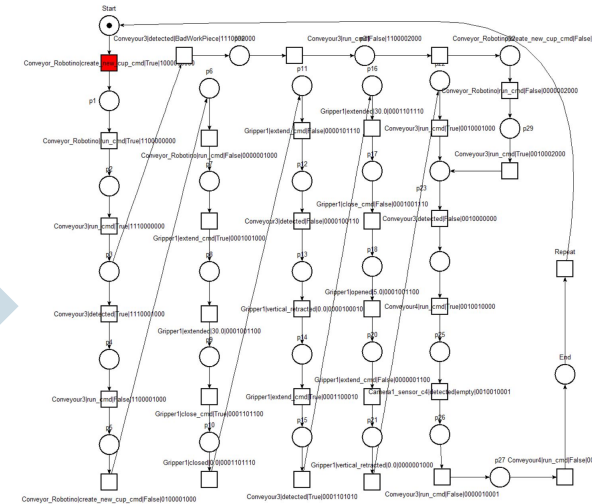 Start
Conveyour3|detected|BadWorkPiece|1110002000
Conveyour3|run_cmd|False|1100002000
Conveyor_Robotino|create_new_cup_cmd|False|
Conveyor_Robotino|create_new_cup_cmd|True|1000000000
p1
Conveyor_Robotino|run_cmd|True|1100000000
p2
Conveyour3|run_cmd|True|1110000000
p3
Conveyour3|detected|True|1110001000
p4
Conveyour3|run_cmd|False|1100001000
p5
Conveyor_Robotino|create_new_cup_cmd|False|0100001000
p6
Conveyor_Robotino|run_cmd|False|0000001000
p7
Gripper1|extend_cmd|True|0001001000
p8
Gripper1|extended|30.0|0001001100
p9
Gripper1|close_cmd|True|0001101100
p10
Gripper1|closed|0.0|0001101110
p11
Gripper1|extend_cmd|False|0000101110
p12
Conveyour3|detected|False|0000100110
p13
Gripper1|vertical_retracted|0.0|0000100010
p14
Gripper1|extend_cmd|True|0001100010
p15
Conveyour3|detected|True|0001101010
p16
Gripper1|extended|30.0|0001101110
p17
Gripper1|close_cmd|False|0001001110
p18
Gripper1|opened|5.0|0001001100
p20
Gripper1|extend_cmd|False|0000001100
p21
Gripper1|vertical_retracted|0.0|0000001000
p22
Conveyour3|run_cmd|True|0010001000
p23
Conveyour3|detected|False|0010000000
Conveyour4|run_cmd|True|0010010000
p25
Camera1_sensor_c4|detected|empty|0010010001
p26
Conveyour3|run_cmd|False|0000010001
p27
Conveyour4|run_cmd|False|00
Conveyor_Robotino|run_cmd|False|0000002000
p29
Conveyour3|run_cmd|True|0010002000
Repeat
End